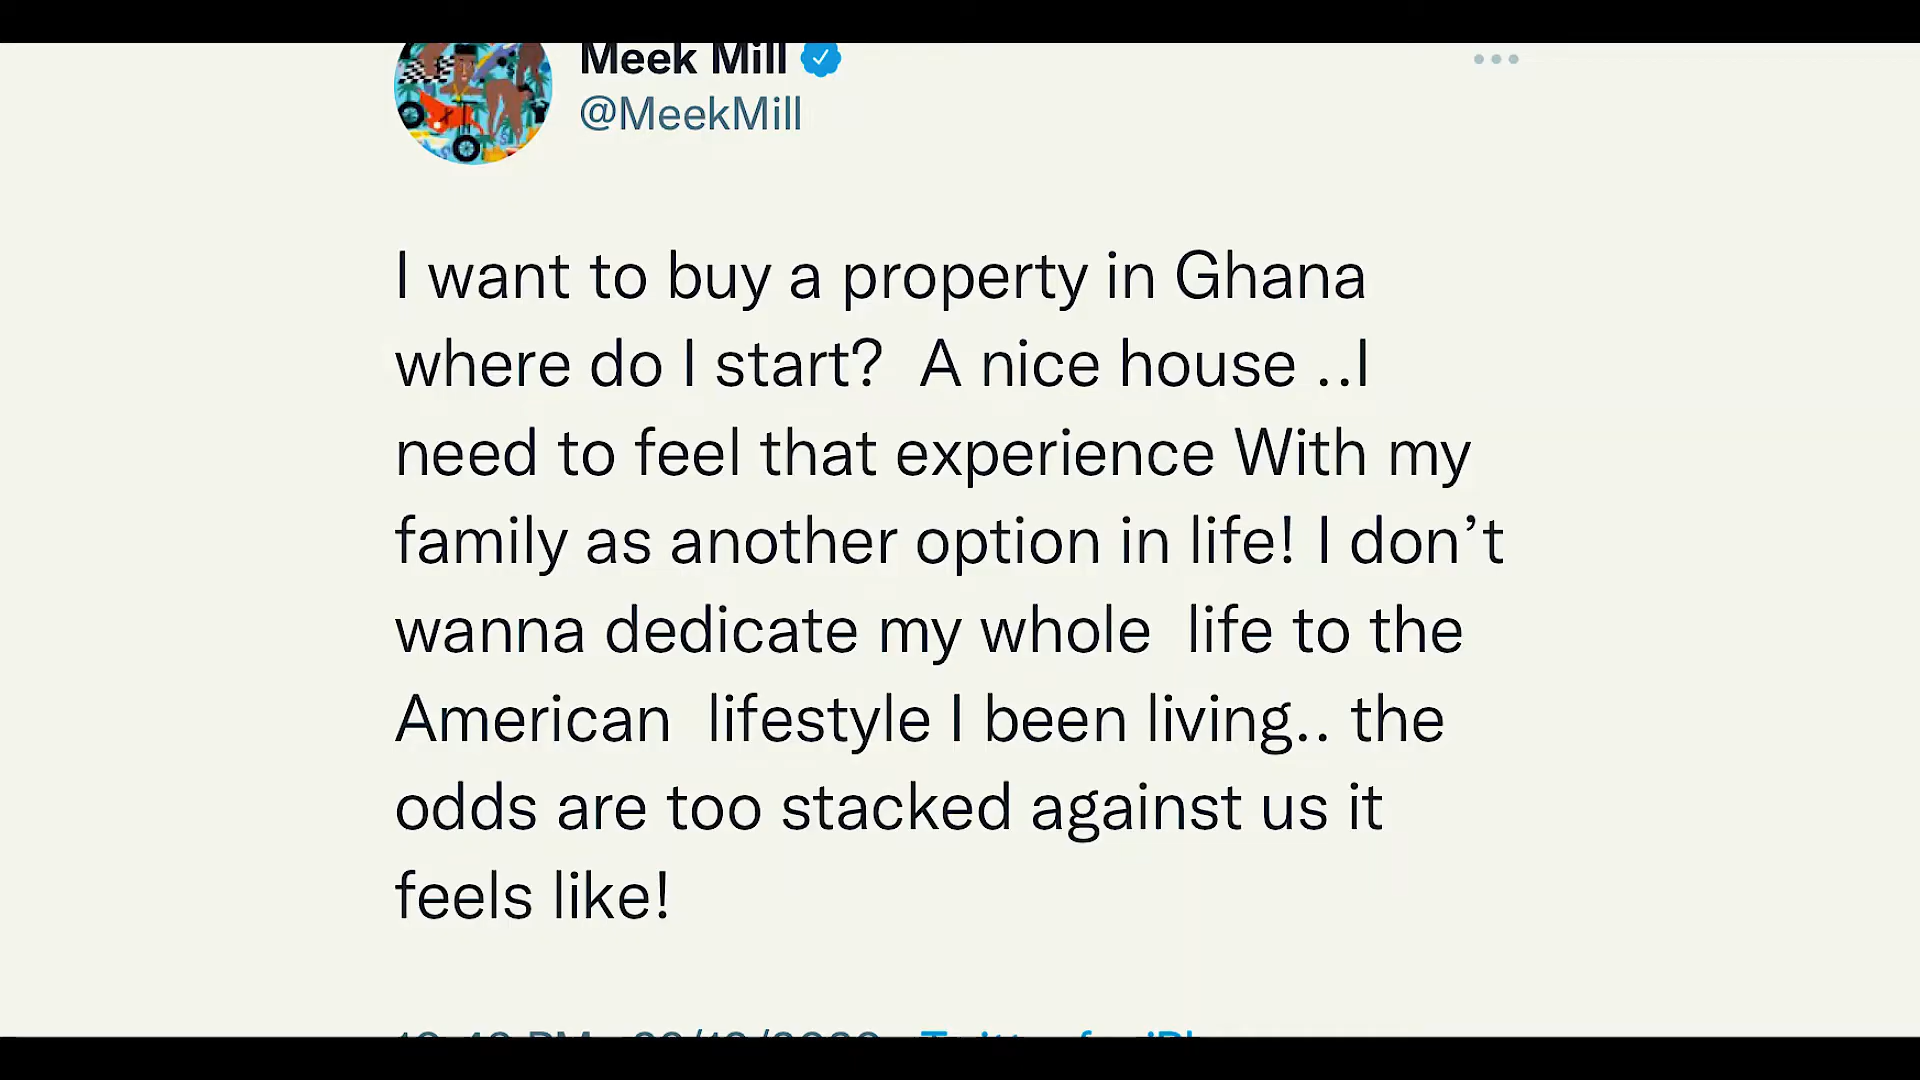 Meek Mill
@MeekMill
I want to buy a property in Ghana
where do I start?  A nice house ..I
need to feel that experience With my
family as another option in life! I don’t
wanna dedicate my whole  life to the
American  lifestyle I been living.. the
odds are too stacked against us it
feels like!